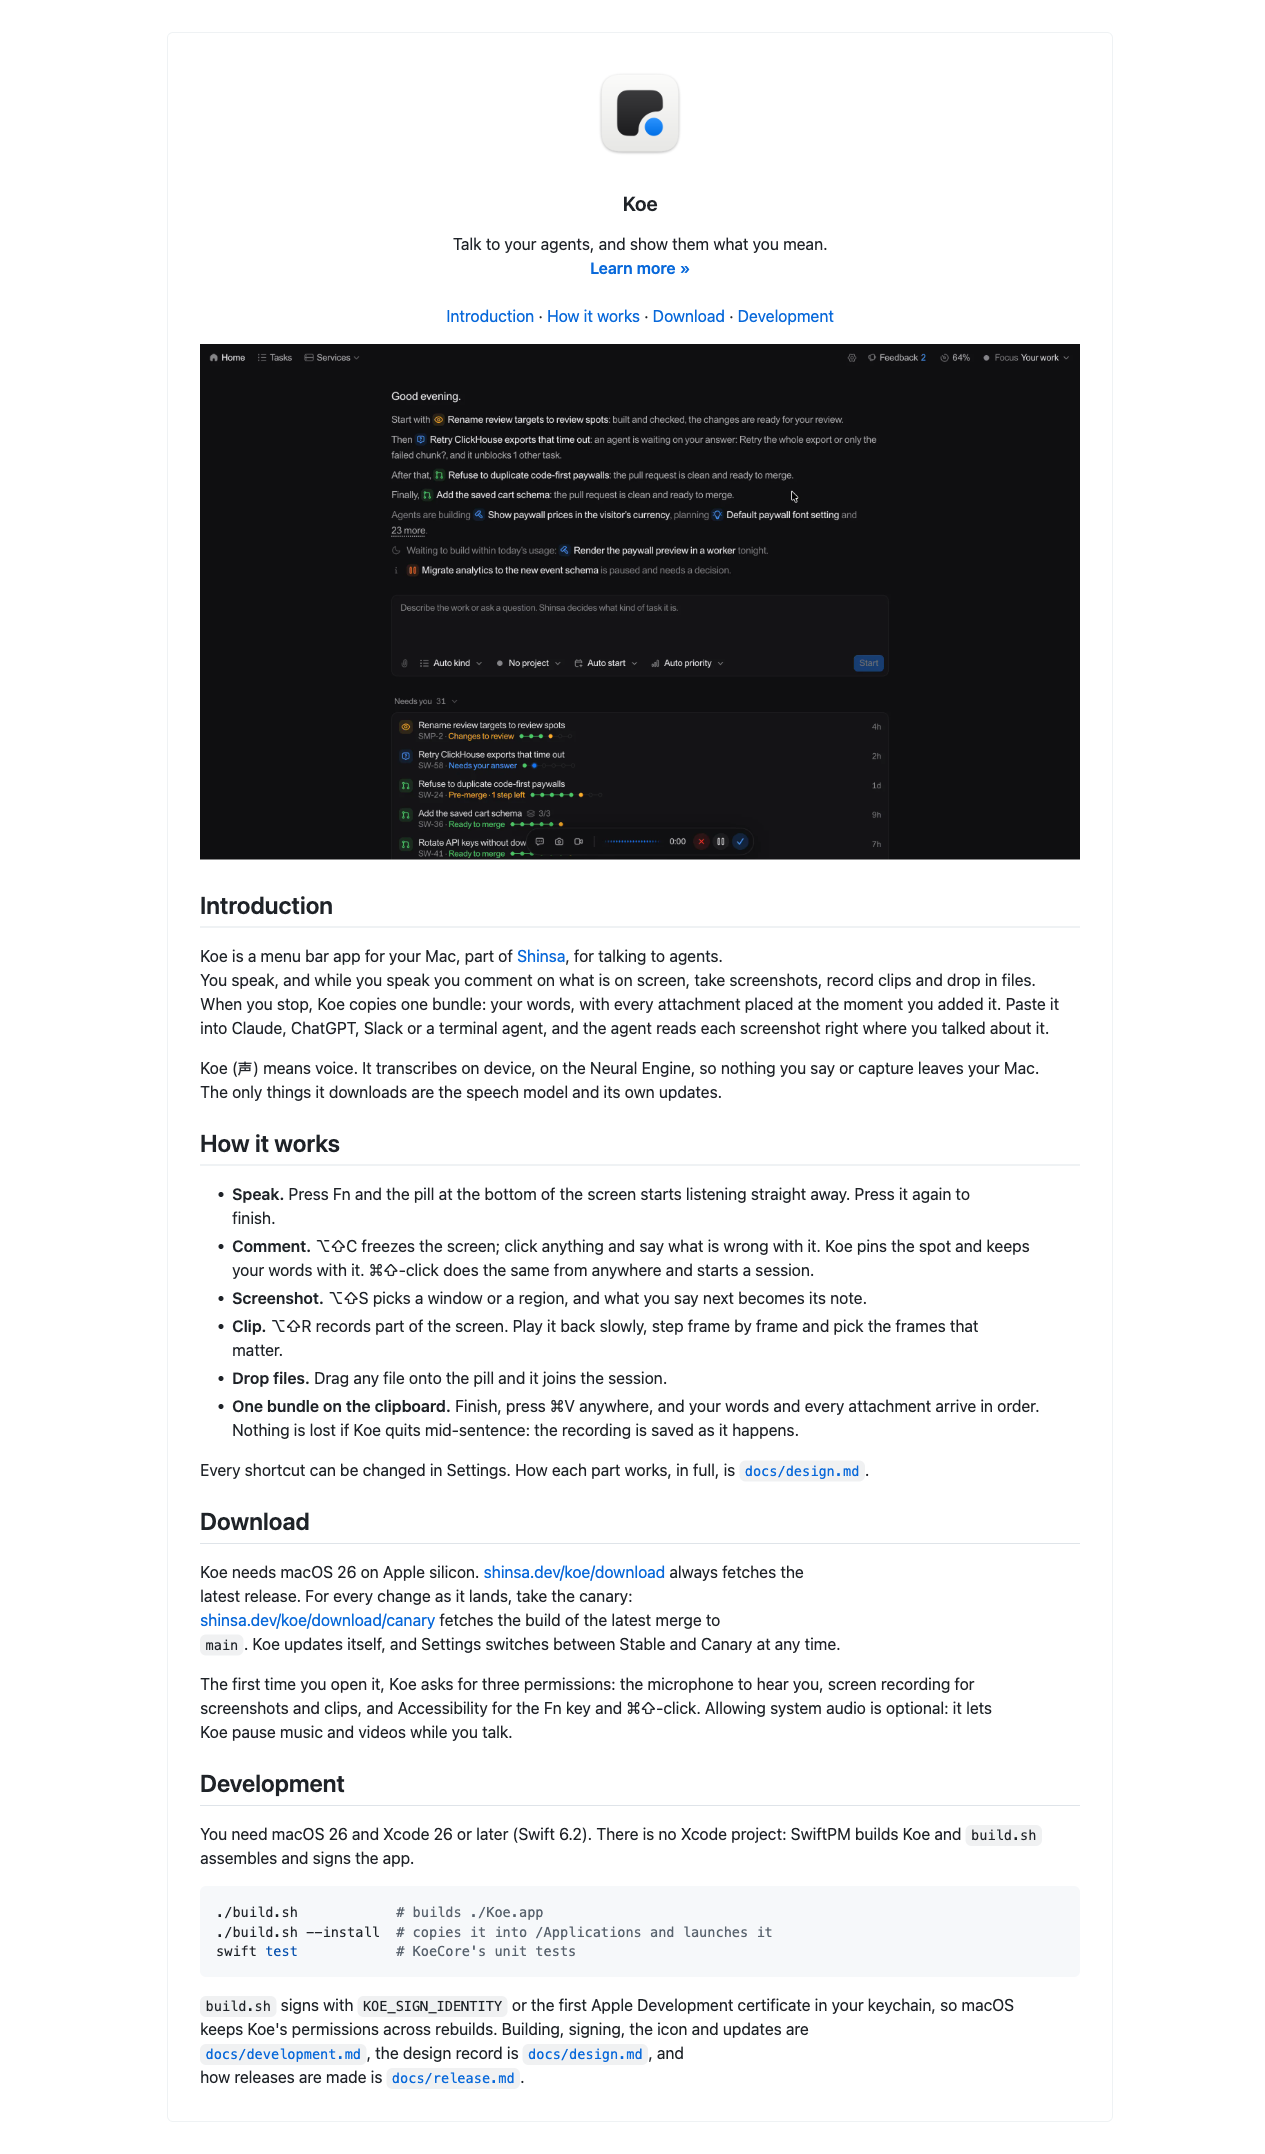 Koe
Talk to your agents, and show them what you mean.
Learn more »
Introduction · How it works · Download · Development
Home Tasks Services Feedback 2 64% Focus Your work
Good evening.
Start with Rename review targets to review spots: built and checked, the changes are ready for your review.
Then Retry ClickHouse exports that time out: an agent is waiting on your answer: Retry the whole export or only the
failed chunk?, and it unblocks 1 other task.
After that, Refuse to duplicate code-first paywalls: the pull request is clean and ready to merge.
Finally, Add the saved cart schema: the pull request is clean and ready to merge.
Agents are building Show paywall prices in the visitor's currency, planning Default paywall font setting and
23 more.
Waiting to build within today's usage: Render the paywall preview in a worker tonight.
Migrate analytics to the new event schema is paused and needs a decision.
Describe the work or ask a question. Shinsa decides what kind of task it is.
Auto kind No project Auto start Auto priority Start
Needs you 31
Rename review targets to review spots 4h
SMP-2 · Changes to review
Retry ClickHouse exports that time out 2h
SW-58 · Needs your answer
Refuse to duplicate code-first paywalls 1d
SW-24 · Pre-merge · 1 step left
Add the saved cart schema 3/3 9h
SW-36 · Ready to merge
Rotate API keys without dow 0:00 7h
SW-41 · Ready to merge
Introduction
Koe is a menu bar app for your Mac, part of Shinsa, for talking to agents.
You speak, and while you speak you comment on what is on screen, take screenshots, record clips and drop in files.
When you stop, Koe copies one bundle: your words, with every attachment placed at the moment you added it. Paste it
into Claude, ChatGPT, Slack or a terminal agent, and the agent reads each screenshot right where you talked about it.
Koe (声) means voice. It transcribes on device, on the Neural Engine, so nothing you say or capture leaves your Mac.
The only things it downloads are the speech model and its own updates.
How it works
• Speak. Press Fn and the pill at the bottom of the screen starts listening straight away. Press it again to
finish.
• Comment. ⌥⇧C freezes the screen; click anything and say what is wrong with it. Koe pins the spot and keeps
your words with it. ⌘⇧-click does the same from anywhere and starts a session.
• Screenshot. ⌥⇧S picks a window or a region, and what you say next becomes its note.
• Clip. ⌥⇧R records part of the screen. Play it back slowly, step frame by frame and pick the frames that
matter.
• Drop files. Drag any file onto the pill and it joins the session.
• One bundle on the clipboard. Finish, press ⌘V anywhere, and your words and every attachment arrive in order.
Nothing is lost if Koe quits mid-sentence: the recording is saved as it happens.
Every shortcut can be changed in Settings. How each part works, in full, is docs/design.md.
Download
Koe needs macOS 26 on Apple silicon. shinsa.dev/koe/download always fetches the
latest release. For every change as it lands, take the canary:
shinsa.dev/koe/download/canary fetches the build of the latest merge to
main. Koe updates itself, and Settings switches between Stable and Canary at any time.
The first time you open it, Koe asks for three permissions: the microphone to hear you, screen recording for
screenshots and clips, and Accessibility for the Fn key and ⌘⇧-click. Allowing system audio is optional: it lets
Koe pause music and videos while you talk.
Development
You need macOS 26 and Xcode 26 or later (Swift 6.2). There is no Xcode project: SwiftPM builds Koe and build.sh
assembles and signs the app.
./build.sh # builds ./Koe.app
./build.sh --install # copies it into /Applications and launches it
swift test # KoeCore's unit tests
build.sh signs with KOE_SIGN_IDENTITY or the first Apple Development certificate in your keychain, so macOS
keeps Koe's permissions across rebuilds. Building, signing, the icon and updates are
docs/development.md, the design record is docs/design.md, and
how releases are made is docs/release.md.